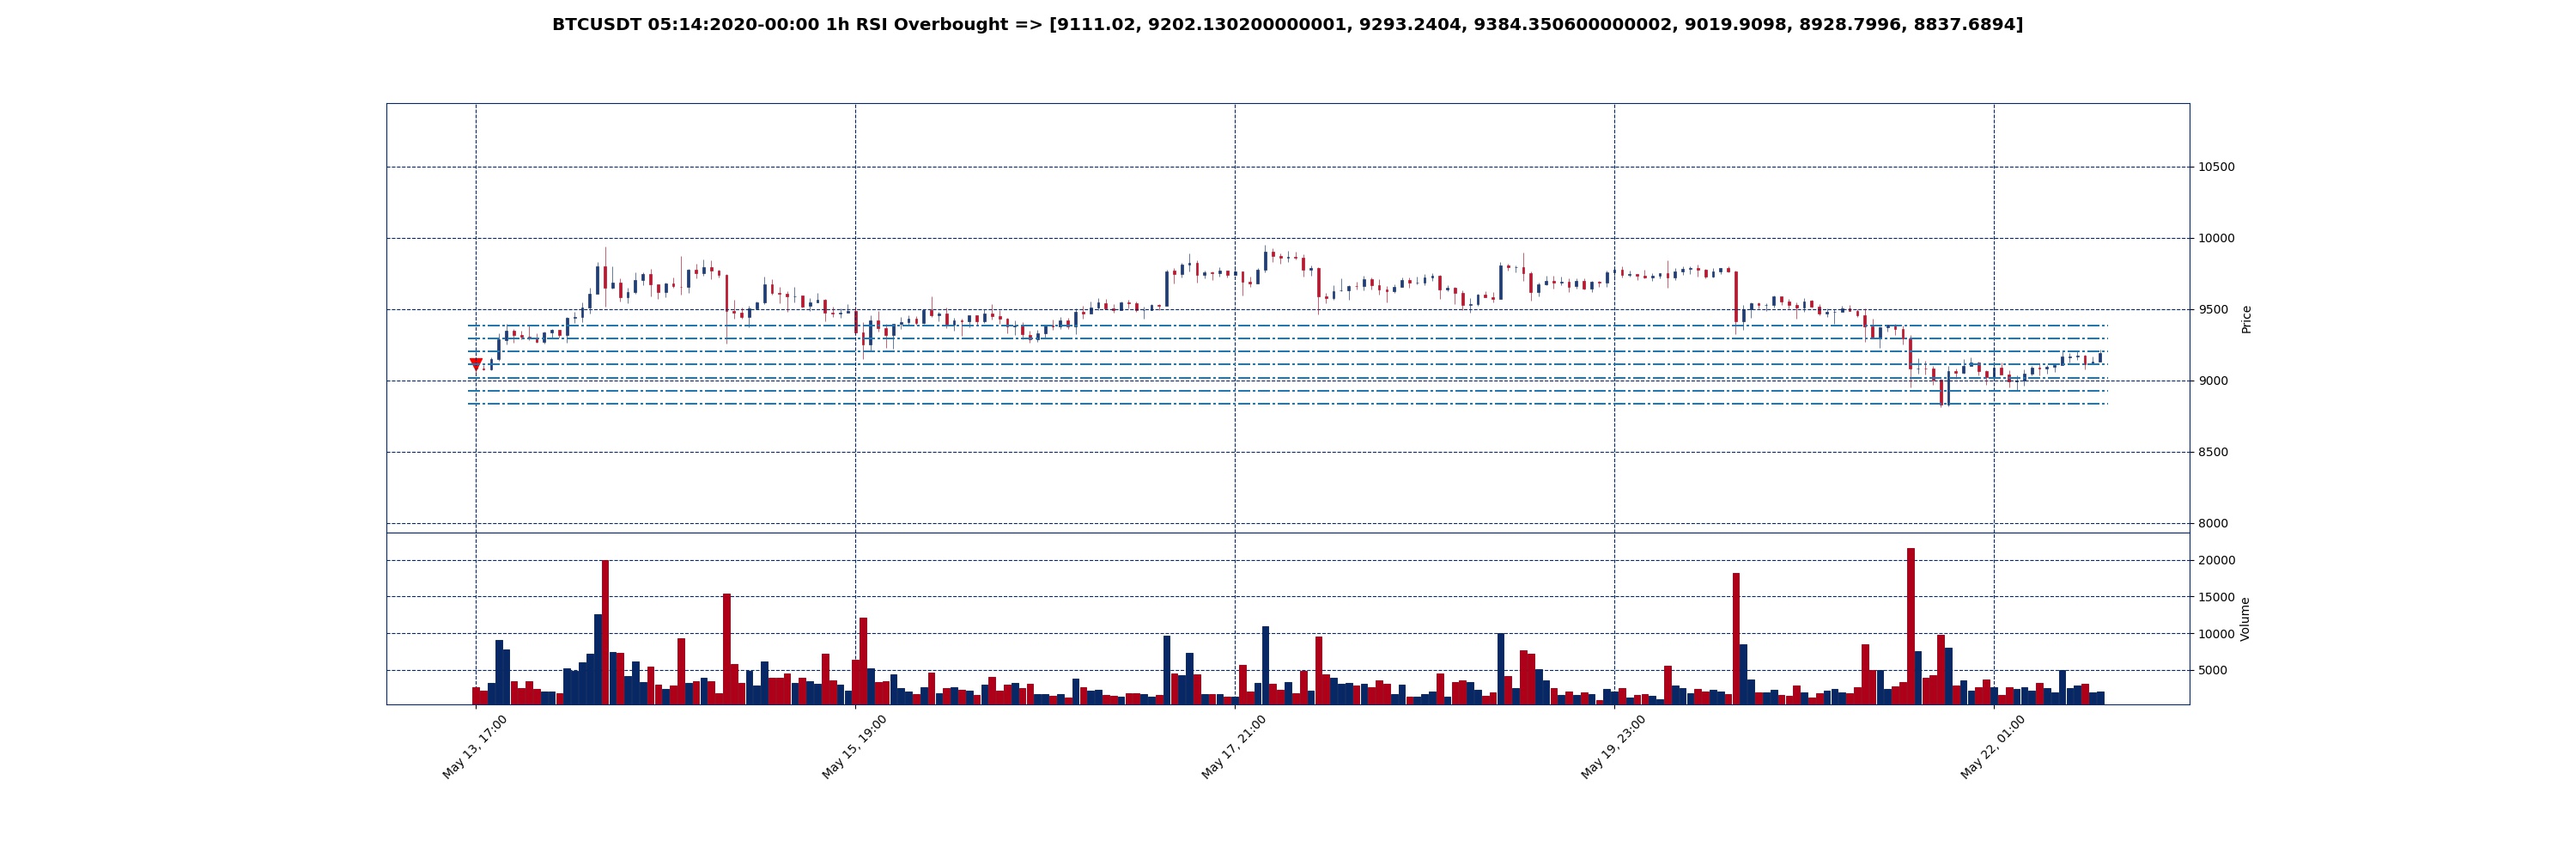 BTCUSDT 05:14:2020-00:00 1h RSI Overbought => [9111.02, 9202.130200000001, 9293.2404, 9384.350600000002, 9019.9098, 8928.7996, 8837.6894]
10500
10000
9500
9000
8500
8000
Price
20000
15000
10000
5000
Volume
May 13, 17:00
May 15, 19:00
May 17, 21:00
May 19, 23:00
May 22, 01:00